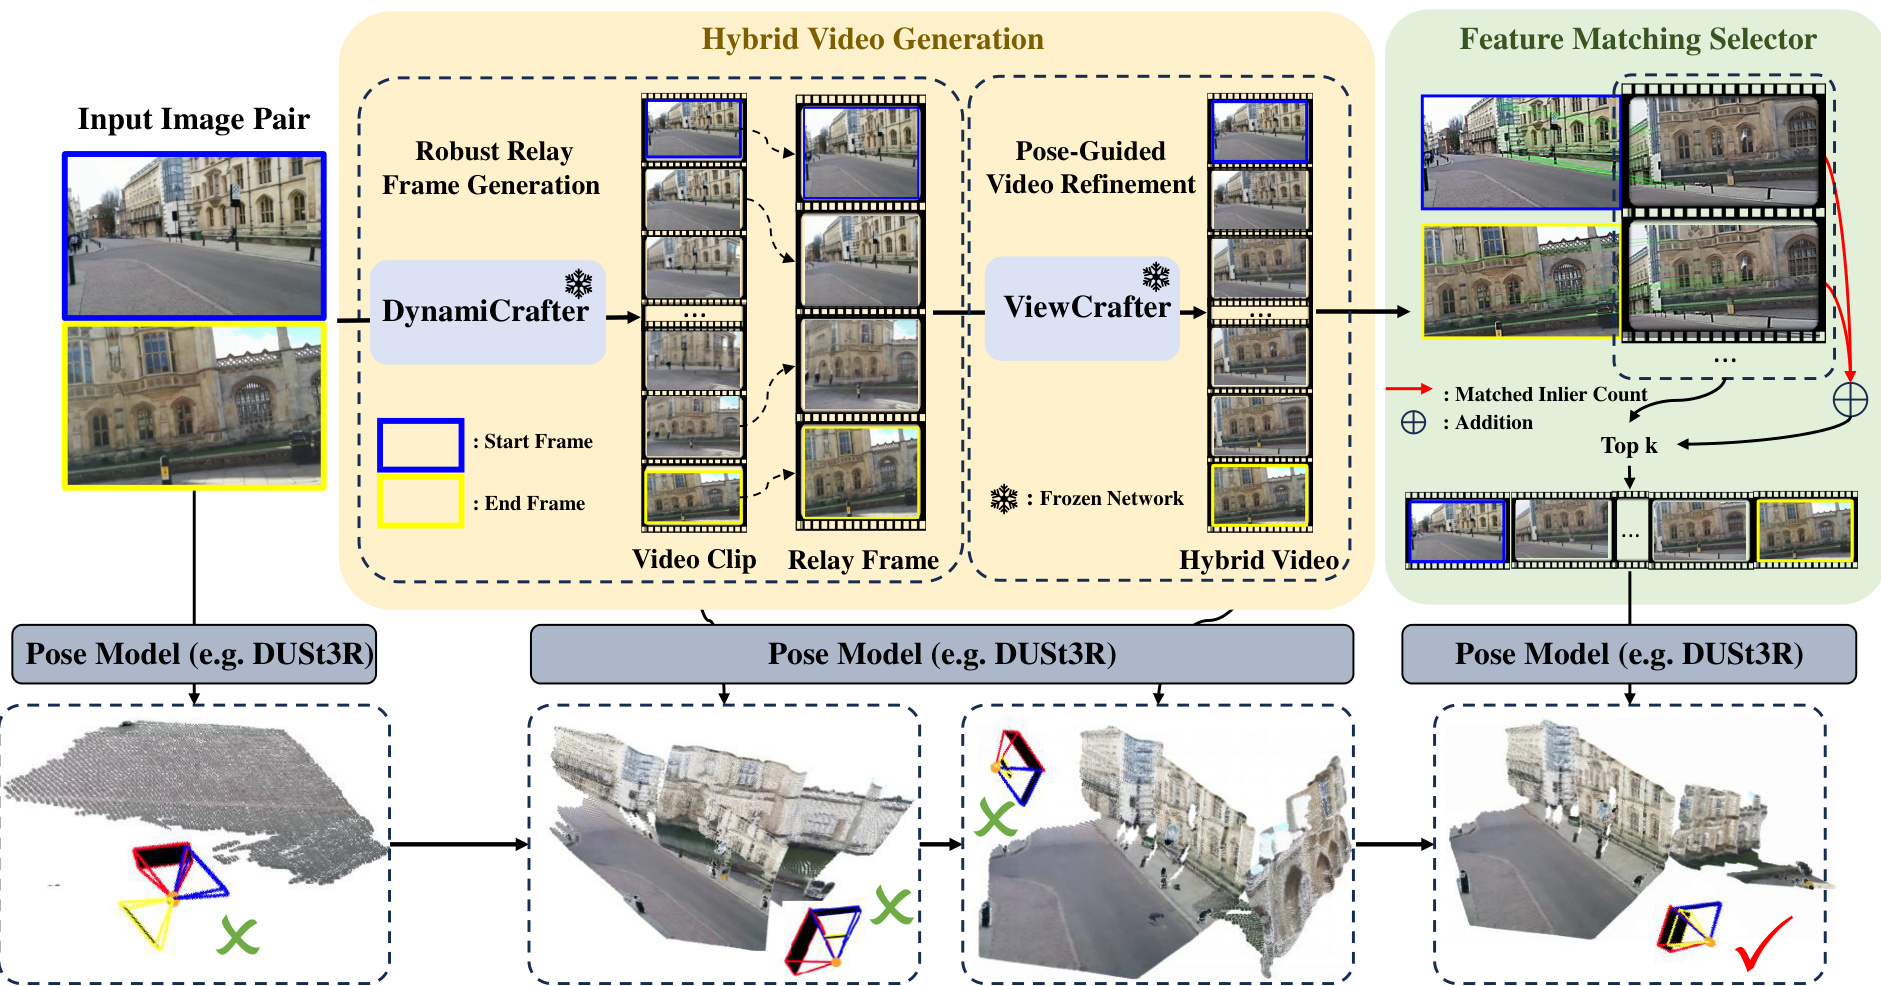 Hybrid Video Generation
Feature Matching Selector
Input Image Pair
Robust Relay
Frame Generation
Pose-Guided
Video Refinement
DynamiCrafter
ViewCrafter
...
...
...
: Start Frame
: End Frame
: Frozen Network
Video Clip
Relay Frame
Hybrid Video
: Matched Inlier Count
: Addition
Top k
...
Pose Model (e.g. DUSt3R)
Pose Model (e.g. DUSt3R)
Pose Model (e.g. DUSt3R)